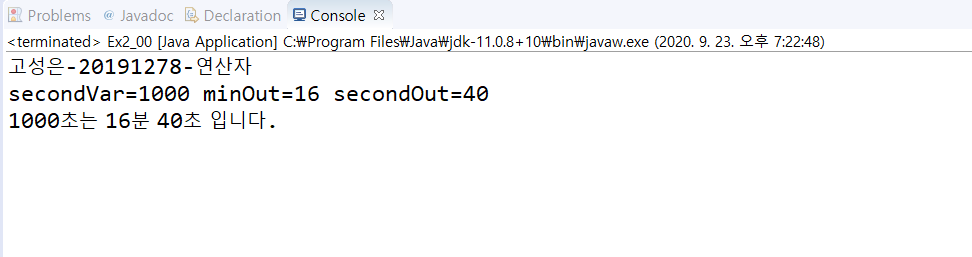 Problems @ Javadoc Declaration Console
<terminated> Ex2_00 [Java Application] C:₩Program Files₩Java₩jdk-11.0.8+10₩bin₩javaw.exe (2020. 9. 23. 오후 7:22:48)
고성은-20191278-연산자
secondVar=1000 minOut=16 secondOut=40
1000초는 16분 40초 입니다.